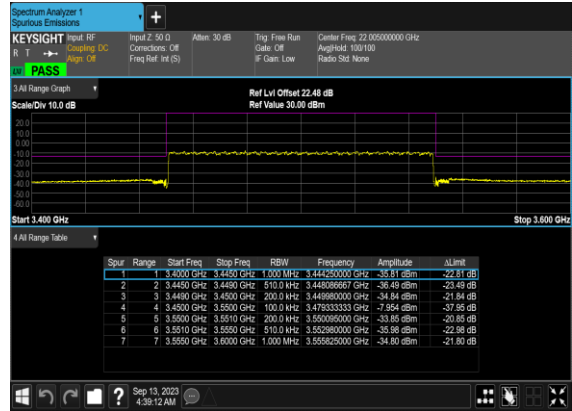 Spectrum Analyzer 1
Spurious Emissions
+
KEYSIGHT Input: RF Input Z: 50 Ω Atten: 30 dB Trig: Free Run Center Freq: 22.005000000 GHz
R T Coupling: DC Corrections: Off Gate: Off Avg|Hold: 100/100
Align: Off Freq Ref: Int (S) IF Gain: Low Radio Std: None
PASS
3 All Range Graph
Ref Lvl Offset 22.48 dB
Scale/Div 10.0 dB Ref Value 30.00 dBm
20.0
10.0
0.00
-10.0
-20.0
-30.0
-40.0
-50.0
-60.0
Start 3.400 GHz Stop 3.600 GHz
4 All Range Table
Spur Range Start Freq Stop Freq RBW Frequency Amplitude ΔLimit
1 1 3.4000 GHz 3.4450 GHz 1.000 MHz 3.444250000 GHz -35.81 dBm -22.81 dB
2 2 3.4450 GHz 3.4490 GHz 510.0 kHz 3.448086667 GHz -36.49 dBm -23.49 dB
3 3 3.4490 GHz 3.4500 GHz 200.0 kHz 3.449980000 GHz -34.84 dBm -21.84 dB
4 4 3.4500 GHz 3.5500 GHz 100.0 kHz 3.479333333 GHz -7.954 dBm -37.95 dB
5 5 3.5500 GHz 3.5510 GHz 200.0 kHz 3.550095000 GHz -33.85 dBm -20.85 dB
6 6 3.5510 GHz 3.5550 GHz 510.0 kHz 3.552980000 GHz -35.98 dBm -22.98 dB
7 7 3.5550 GHz 3.6000 GHz 1.000 MHz 3.555825000 GHz -34.80 dBm -21.80 dB
? Sep 13, 2023
4:39:12 AM